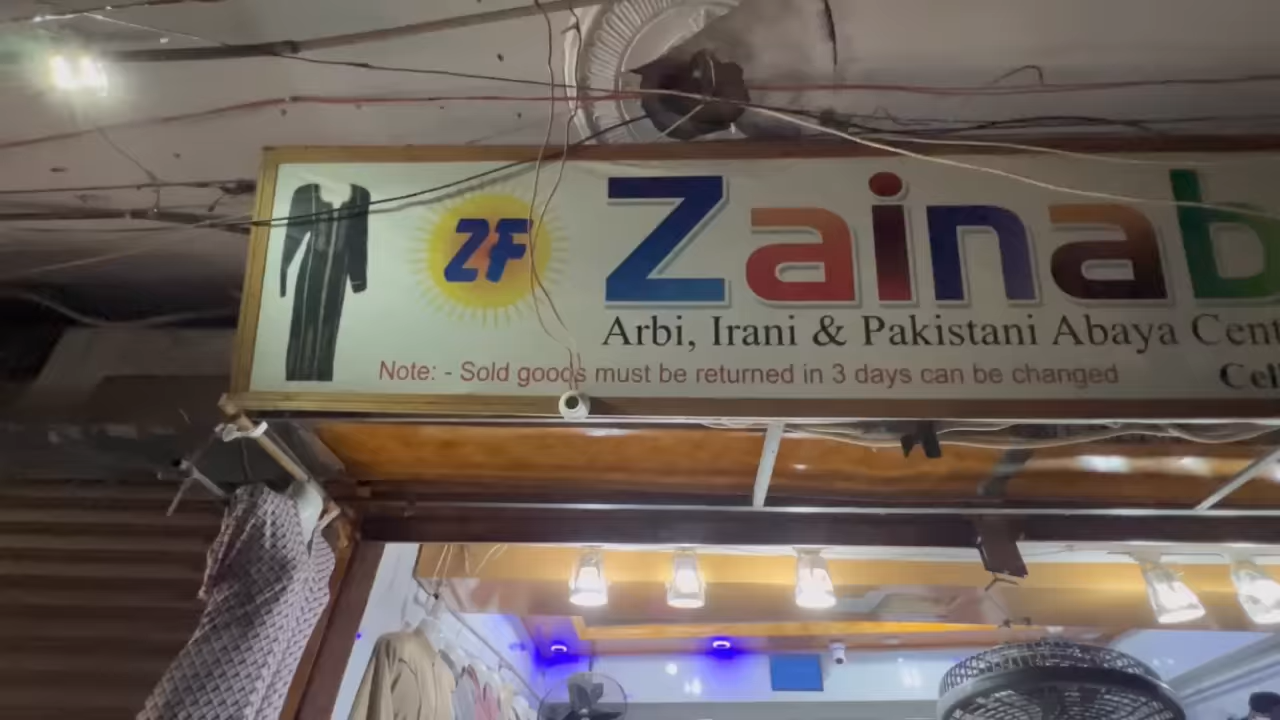 ZF
Zainab
Arbi, Irani & Pakistani Abaya Cent
Note: - Sold goods must be returned in 3 days can be changed
Cell